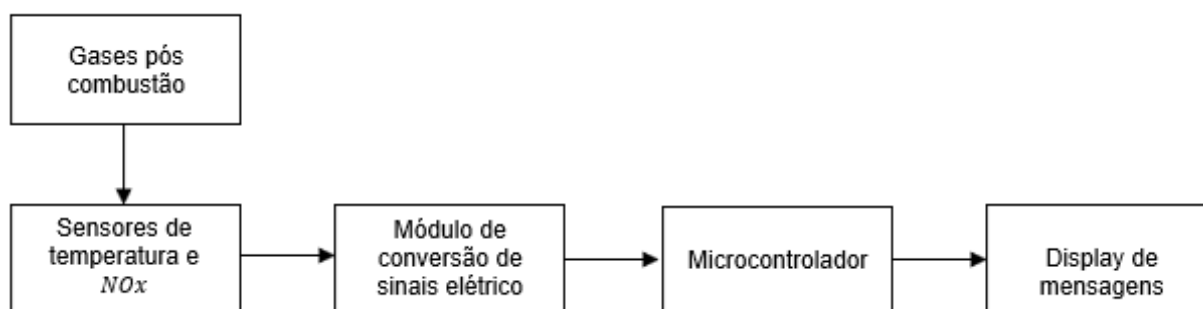 Gases pós
combustão
Sensores de
temperatura e
NOx
Módulo de
conversão de
sinais elétrico
Microcontrolador
Display de
mensagens